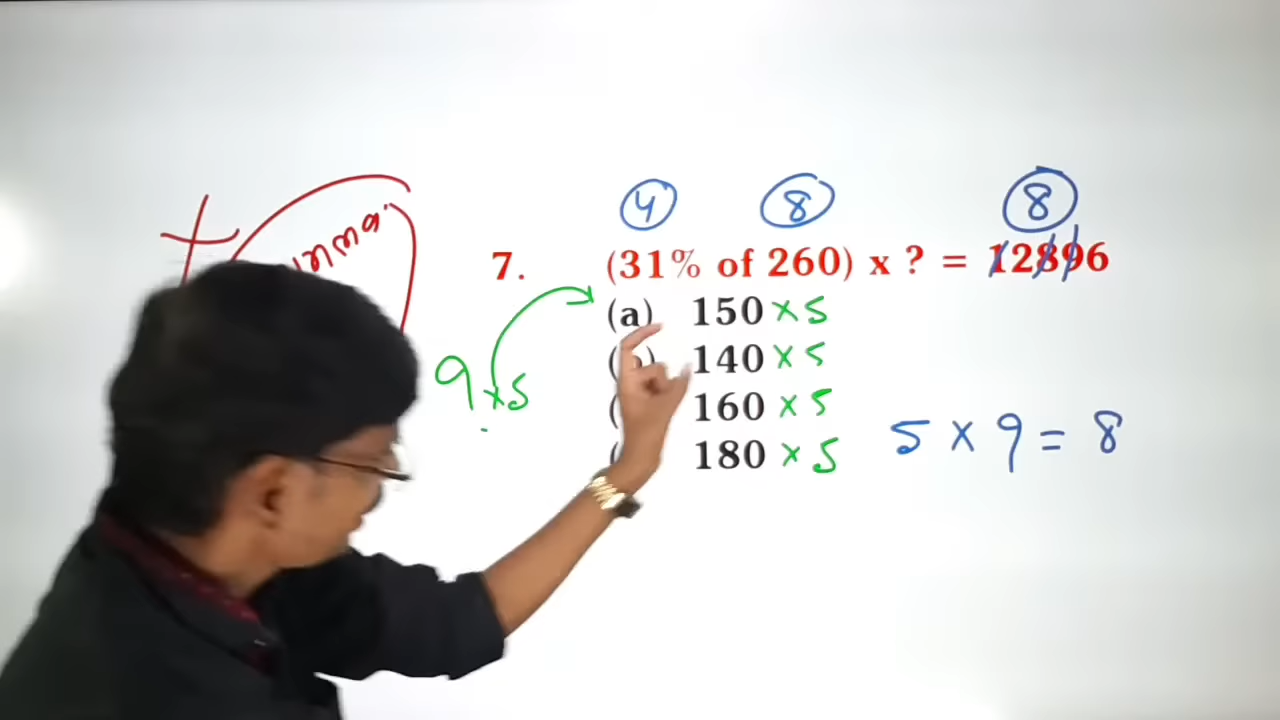 4 8 8
7. (31% of 260) x ? = 12896
(a) 150 × 5
140 × 5
160 × 5
180 × 5
9 × 5
5 × 9 = 8